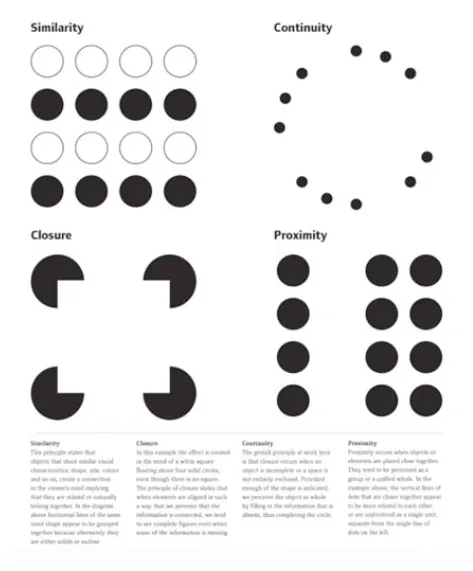 Similarity
Continuity
Closure
Proximity
Similarity
This principle states that
objects that share similar visual
characteristics, shape, size, colour
and so on, create a connection
in the viewer's mind implying
that they are related or naturally
belong together. In the diagram
above horizontal lines of the same
sized shape appear to be grouped
together because alternately they
are either solids or outline
Closure
In this example the effect is created
in the mind of a white square
floating above four solid circles,
even though there is no square.
The principle of closure states that
when elements are aligned in such
a way that we perceive that the
information is connected, we tend
to see complete figures even when
some of the information is missing
Continuity
The gestalt principle at work here
is that closure occurs when an
object is incomplete or a space is
not entirely enclosed. Provided
enough of the shape is indicated,
we perceive the object as whole
by filling in the information that is
absent, thus completing the circle.
Proximity
Proximity occurs when objects or
elements are placed close together.
They tend to be perceived as a
group or a unified whole. In the
example above, the vertical lines of
dots that are closer together appear
to be more related to each other
or are understood as a single unit,
separate from the single line of
dots on the left.